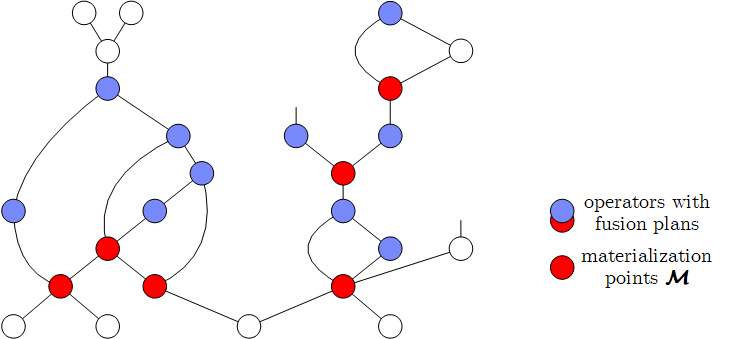 operators with
fusion plans
materialization
points 𝓜